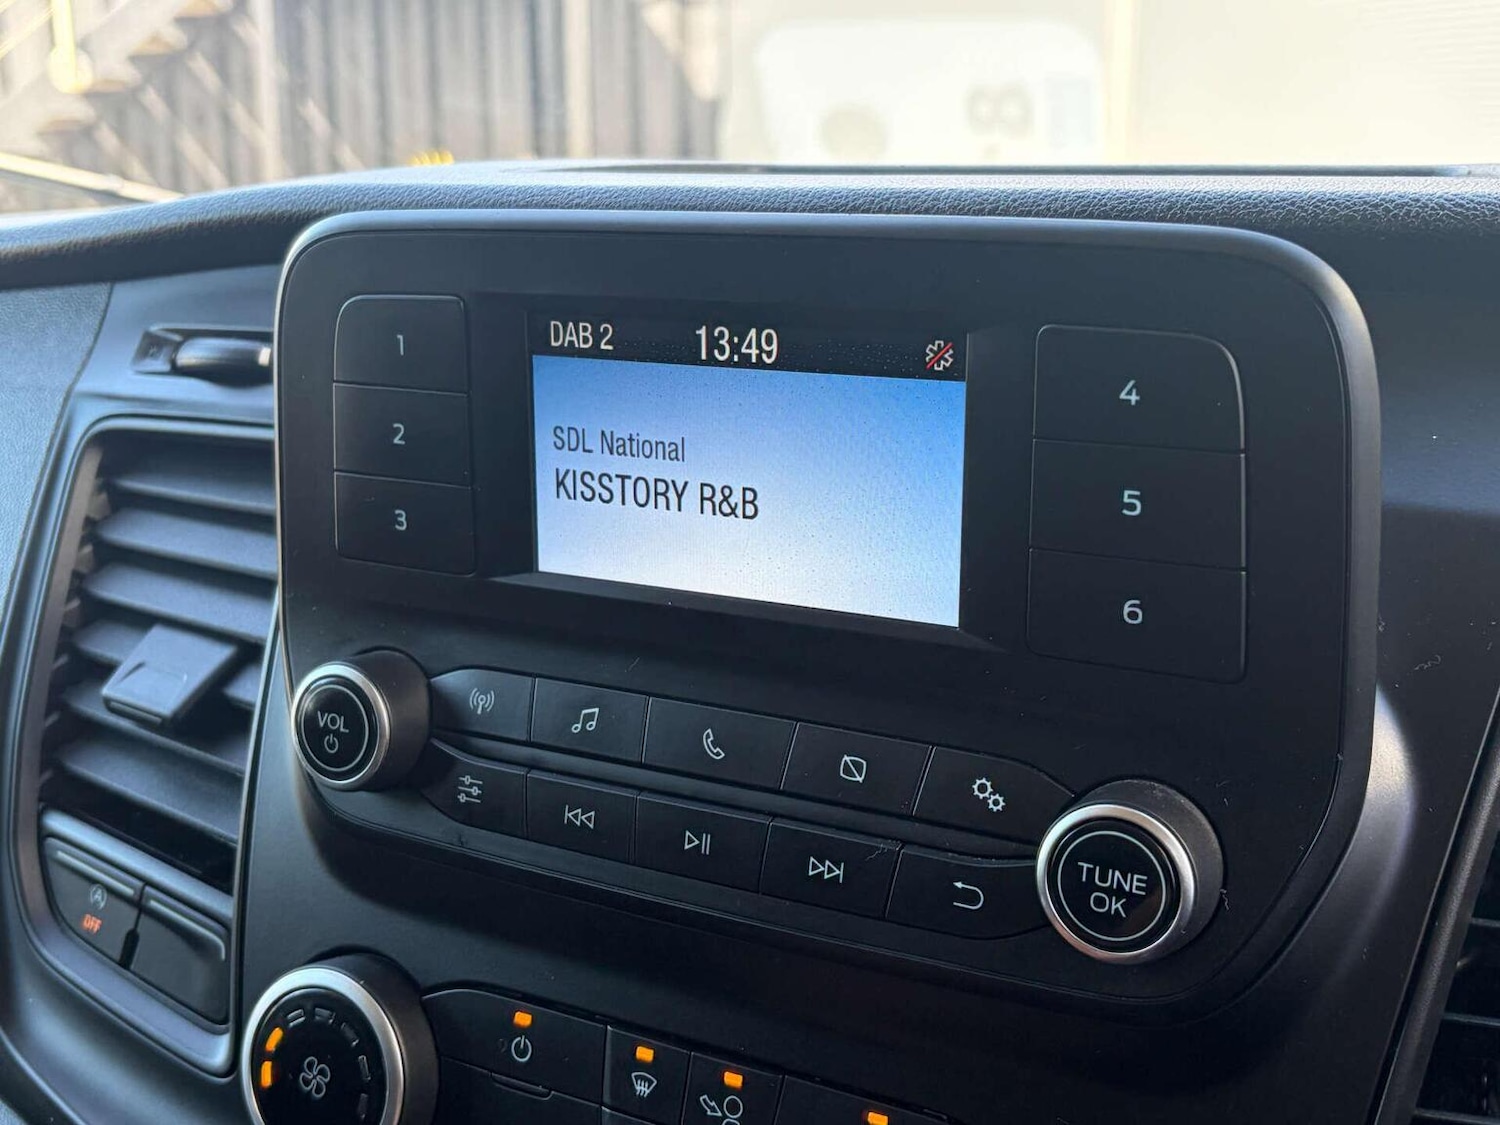 DAB 2 13:49
SDL National
KISSTORY R&B
1
2
3
4
5
6
VOL
TUNE
OK
A
OFF